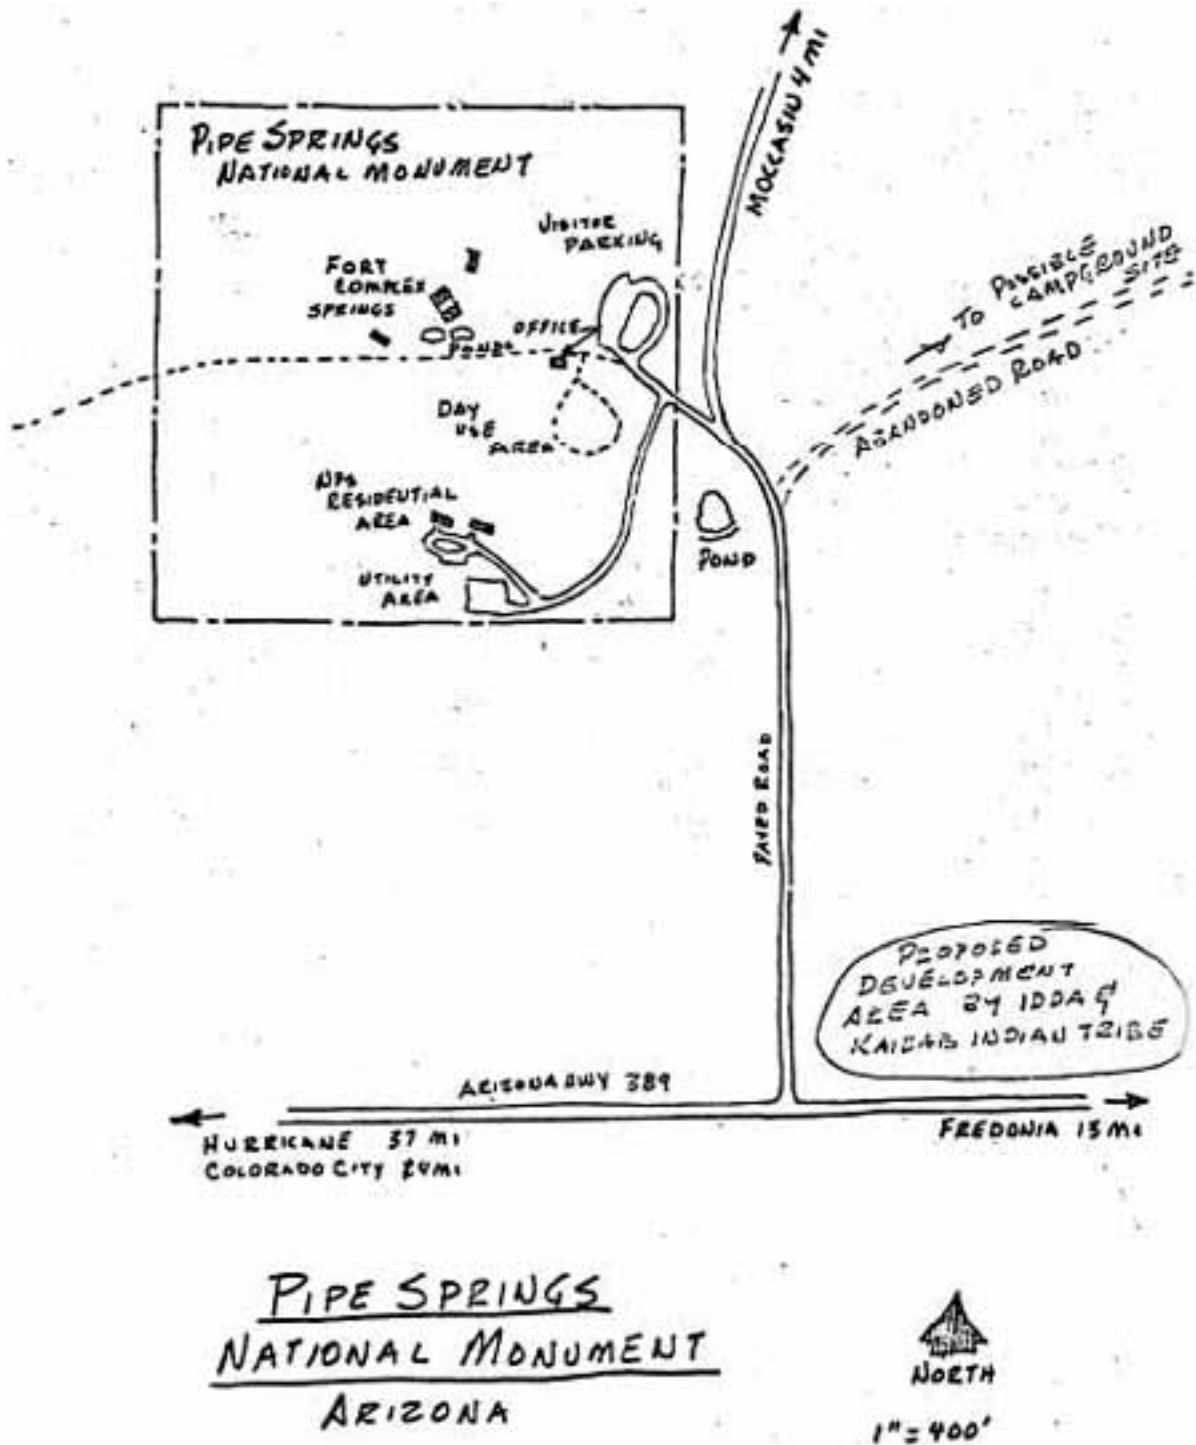 MOCCASIN 4 MI
PIPE SPRINGS
NATIONAL MONUMENT
VISITOR
PARKING
FORT
COMPLEX
SPRINGS
OFFICE
PONDS
DAY
USE
AREA
TO POSSIBLE
CAMPGROUND
SITE
ABANDONED ROAD
NPS
RESIDENTIAL
AREA
UTILITY
AREA
POND
PAVED ROAD
PROPOSED
DEVELOPMENT
AREA BY IDDA &
KAIBAB INDIAN TRIBE
ARIZONA HWY 389
HURRICANE 37 MI
COLORADO CITY MI
FREDONIA 13 MI
PIPE SPRINGS
NATIONAL MONUMENT
ARIZONA
NORTH
1" = 400'